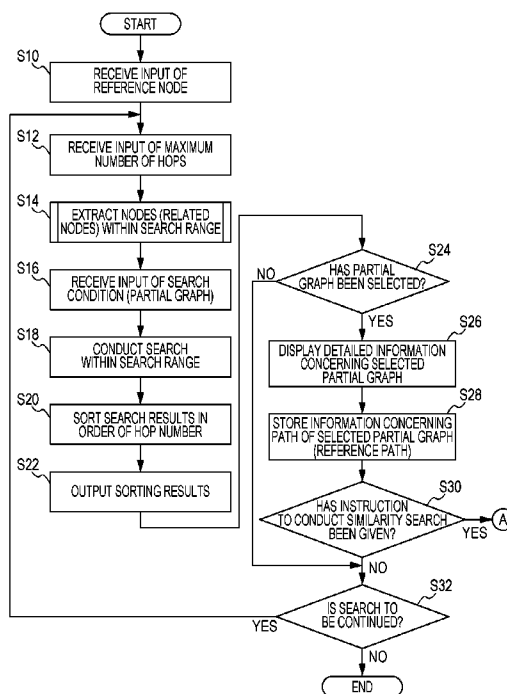 START
S10
RECEIVE INPUT OF
REFERENCE NODE
S12
RECEIVE INPUT OF MAXIMUM
NUMBER OF HOPS
S14
EXTRACT NODES (RELATED
NODES) WITHIN SEARCH RANGE
S16
RECEIVE INPUT OF SEARCH
CONDITION (PARTIAL GRAPH)
S18
CONDUCT SEARCH
WITHIN SEARCH RANGE
S20
SORT SEARCH RESULTS IN
ORDER OF HOP NUMBER
S22
OUTPUT SORTING RESULTS
S24
HAS PARTIAL
GRAPH BEEN SELECTED?
NO
YES
S26
DISPLAY DETAILED INFORMATION
CONCERNING SELECTED
PARTIAL GRAPH
S28
STORE INFORMATION CONCERNING
PATH OF SELECTED PARTIAL GRAPH
(REFERENCE PATH)
S30
HAS INSTRUCTION
TO CONDUCT SIMILARITY SEARCH
BEEN GIVEN?
YES
A
NO
S32
IS SEARCH TO
BE CONTINUED?
YES
NO
END